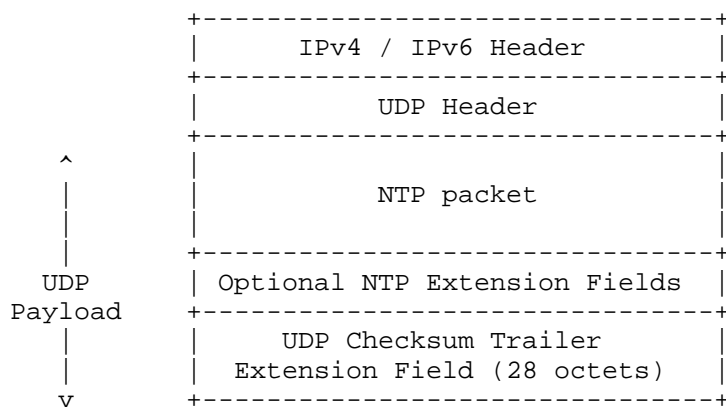 IPv4 / IPv6 Header
UDP Header
NTP packet
UDP Optional NTP Extension Fields
Payload
UDP Checksum Trailer
Extension Field (28 octets)